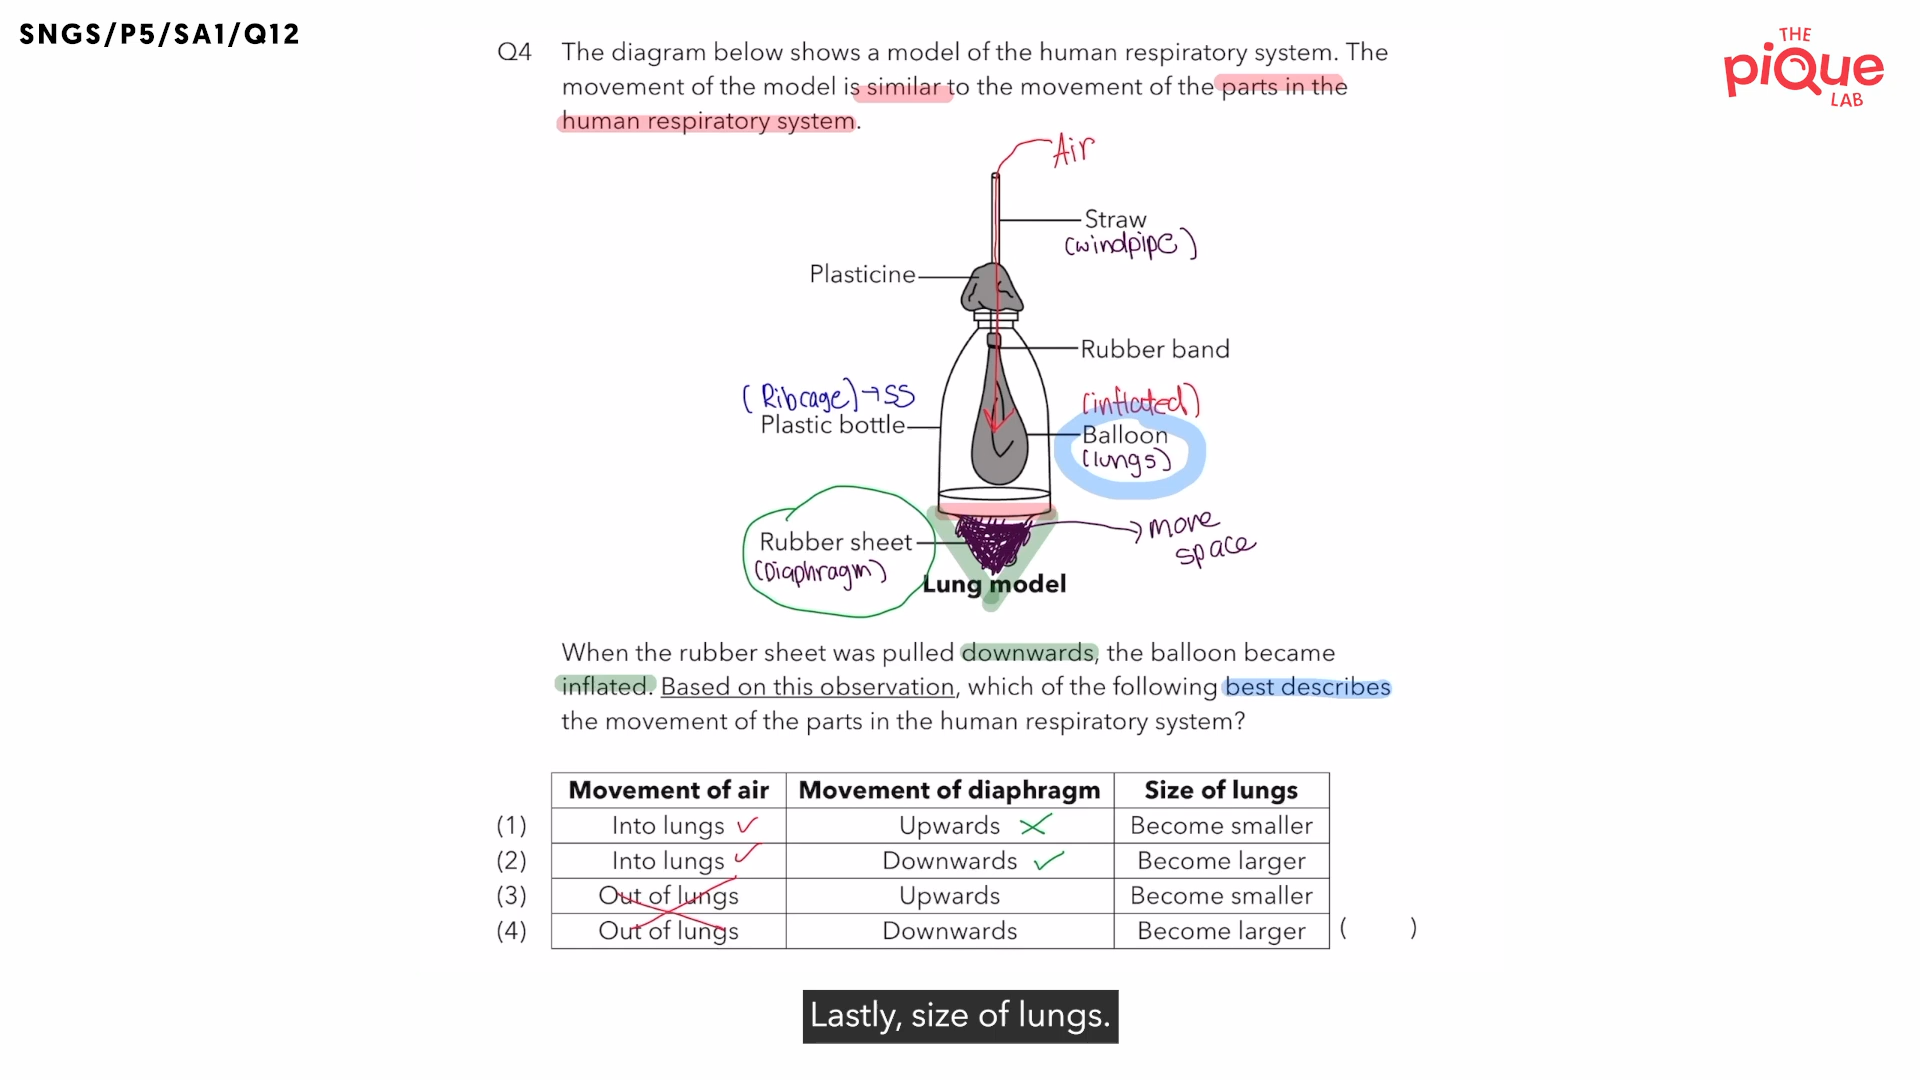 SNGS/P5/SA1/Q12
THE
piQue
LAB
Q4 The diagram below shows a model of the human respiratory system. The
movement of the model is similar to the movement of the parts in the
human respiratory system.
Air
Straw
(windpipe)
Plasticine
Rubber band
(Ribcage)→SS
(inflated)
Plastic bottle
Balloon
(lungs)
more
space
Rubber sheet
(Diaphragm)
Lung model
When the rubber sheet was pulled downwards, the balloon became
inflated. Based on this observation, which of the following best describes
the movement of the parts in the human respiratory system?
Movement of air Movement of diaphragm Size of lungs
(1) Into lungs ✓ Upwards ✗ Become smaller
(2) Into lungs ✓ Downwards ✓ Become larger
(3) Out of lungs Upwards Become smaller
(4) Out of lungs Downwards Become larger ( )
Lastly, size of lungs.